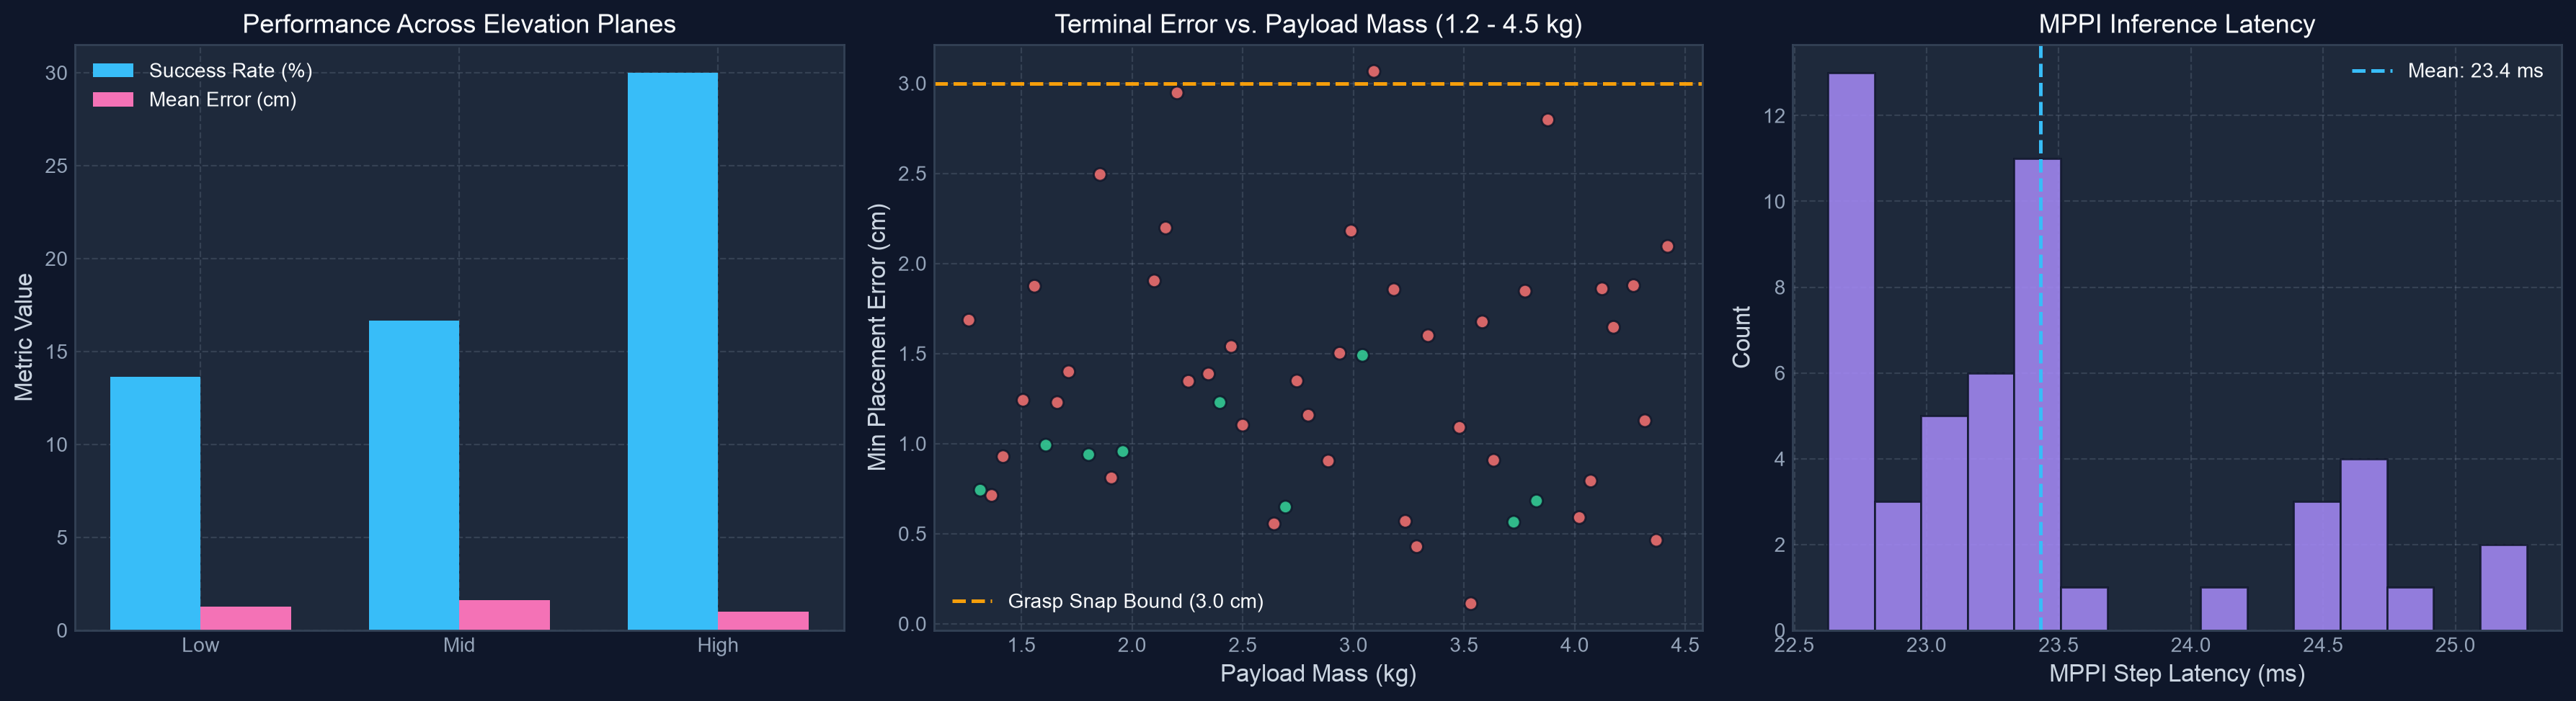 Performance Across Elevation Planes
Success Rate (%)
Mean Error (cm)
Metric Value
30
25
20
15
10
5
0
Low
Mid
High
Terminal Error vs. Payload Mass (1.2 - 4.5 kg)
Min Placement Error (cm)
3.0
2.5
2.0
1.5
1.0
0.5
0.0
Grasp Snap Bound (3.0 cm)
1.5
2.0
2.5
3.0
3.5
4.0
4.5
Payload Mass (kg)
MPPI Inference Latency
Mean: 23.4 ms
Count
12
10
8
6
4
2
0
22.5
23.0
23.5
24.0
24.5
25.0
MPPI Step Latency (ms)